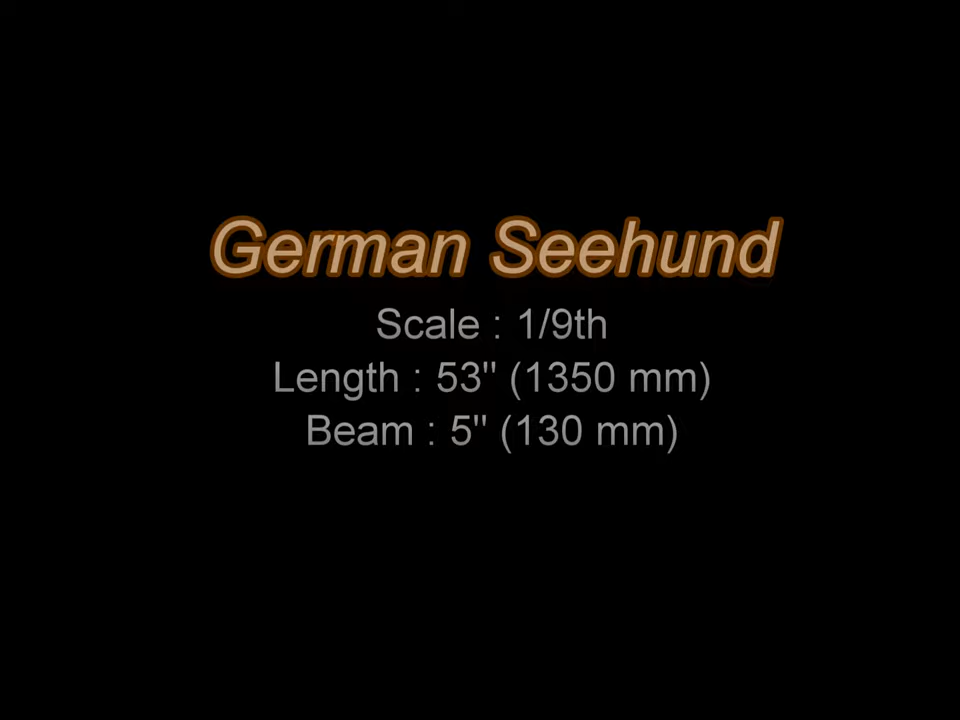 German Seehund
Scale : 1/9th
Length : 53" (1350 mm)
Beam : 5" (130 mm)